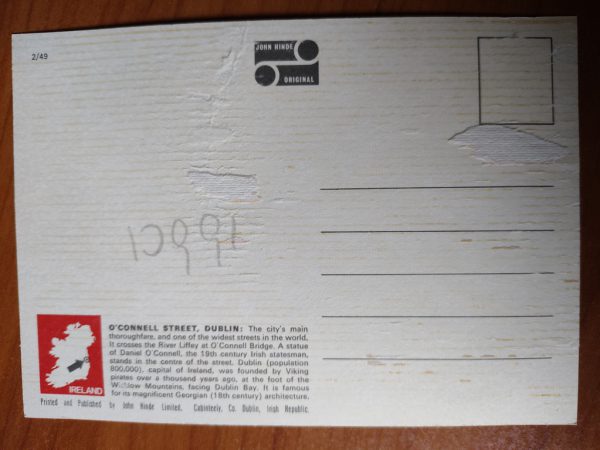 2/49
JOHN HINDE
ORIGINAL
O'CONNELL STREET, DUBLIN: The city's main
thoroughfare, and one of the widest streets in the world.
It crosses the River Liffey at O'Connell Bridge. A statue
of Daniel O'Connell, the 19th century Irish statesman,
stands in the centre of the street. Dublin (population
800,000), capital of Ireland, was founded by Viking
pirates over a thousand years ago, at the foot of the
Wicklow Mountains, facing Dublin Bay. It is famous
for its magnificent Georgian (18th century) architecture.
IRELAND
Printed and Published by John Hinde Limited, Cabinteely, Co. Dublin, Irish Republic.